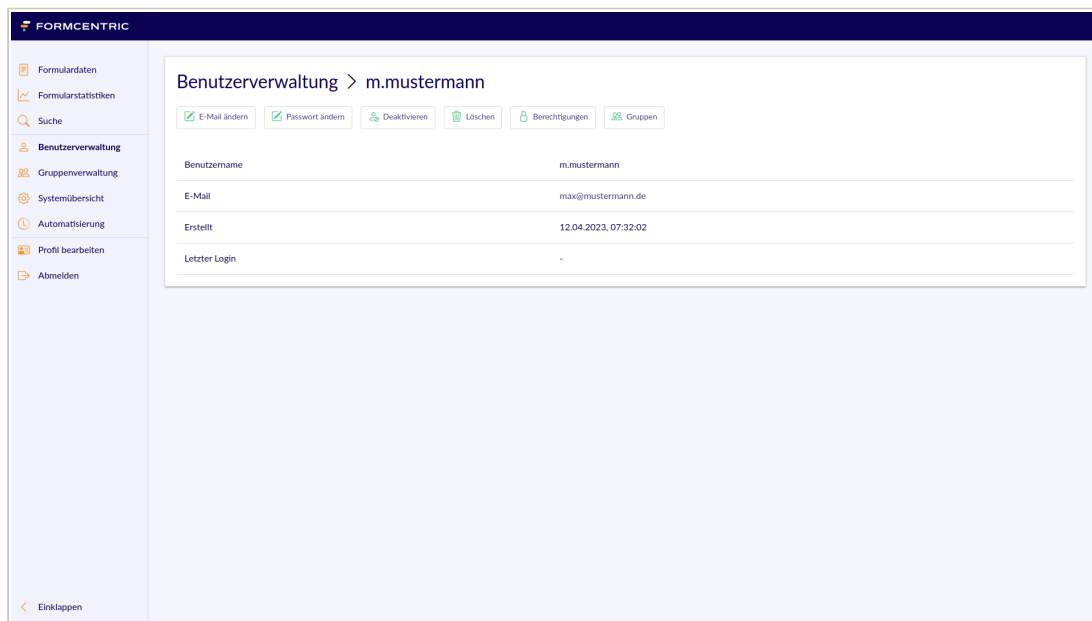 FORMCENTRIC
Formulardaten
Formularstatistiken
Suche
Benutzerverwaltung
Gruppenverwaltung
Systemübersicht
Automatisierung
Profil bearbeiten
Abmelden
Einklappen
Benutzerverwaltung > m.mustermann
E-Mail ändern Passwort ändern Deaktivieren Löschen Berechtigungen Gruppen
Benutzername m.mustermann
E-Mail max@mustermann.de
Erstellt 12.04.2023, 07:32:02
Letzter Login -